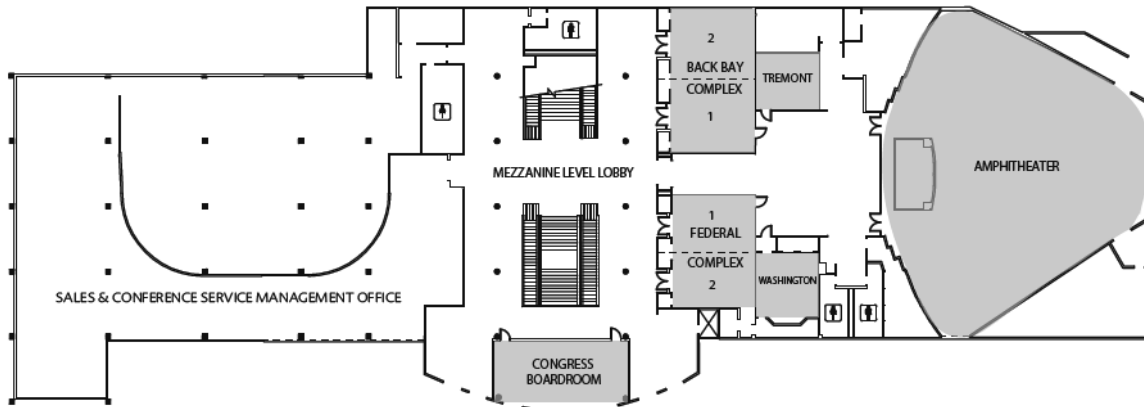 2
BACK BAY
COMPLEX
1
TREMONT
MEZZANINE LEVEL LOBBY
AMPHITHEATER
1
FEDERAL
COMPLEX
2
WASHINGTON
SALES & CONFERENCE SERVICE MANAGEMENT OFFICE
CONGRESS
BOARDROOM